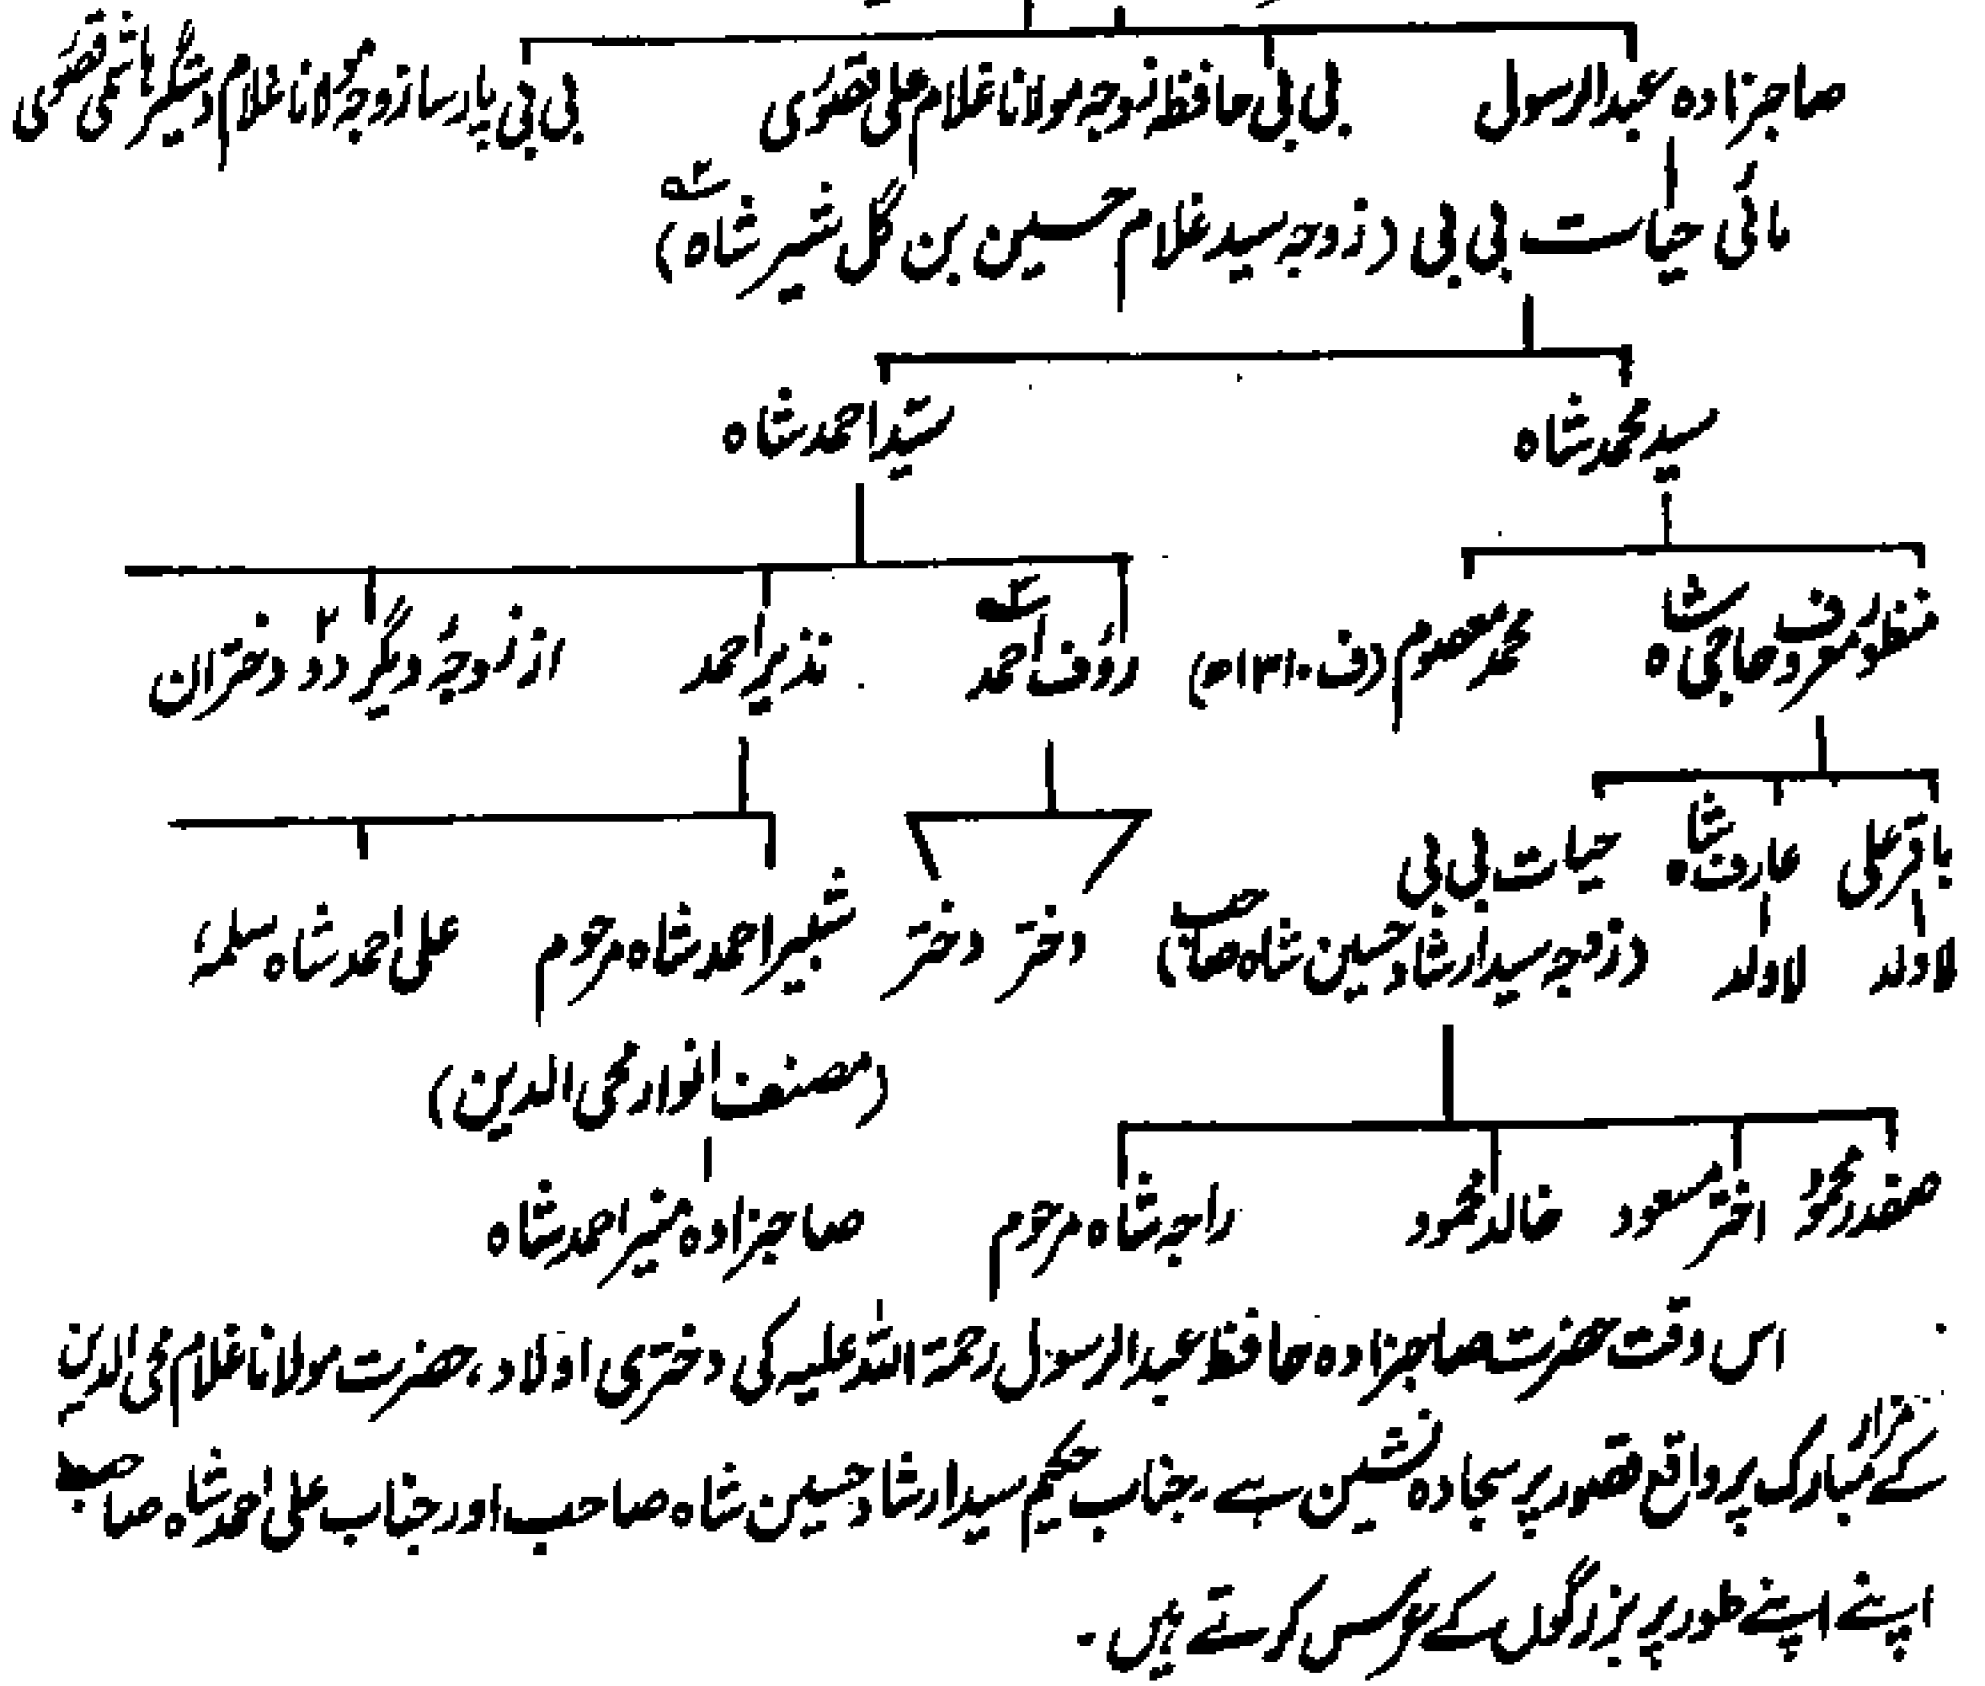 صاحبزادہ عبدالرسول بی بی حافظہ زوجہ مولانا غلام علی قصوری بی بی پارسا زوجہ مولانا غلام دستگیر ہاشمی قصوری
مائی حیات بی بی (زوجہ سید غلام حسین بن گل شیر شاہ)
سید محمد شاہ سیّد احمد شاہ
منظور معروف حاجی شاہ محمد معصوم (ف ۱۳۱۰ھ) رؤف احمد نذیر احمد از زوجۂ دیگر دو دختران
باقر علی عارف شاہ حیات بی بی
لاولد لاولد (زوجہ سید ارشاد حسین شاہ صاحب) دختر دختر شبیر احمد شاہ مرحوم علی احمد شاہ سلمہٗ
(مصنف انوار محی الدین)
صفدر محمود اختر مسعود خالد محمود راجہ شاہ مرحوم صاحبزادہ منیر احمد شاہ
اس وقت حضرت صاحبزادہ حافظ عبدالرسول رحمۃ اللہ علیہ کی دختری اولاد، حضرت مولانا غلام محی الدین
کے مزار مبارک پر واقع قصور پر سجادہ نشین ہے۔ جناب حکیم سید ارشاد حسین شاہ صاحب اور جناب علی احمد شاہ صاحب
اپنے اپنے طور پر بزرگوں کے عرس کرتے ہیں۔